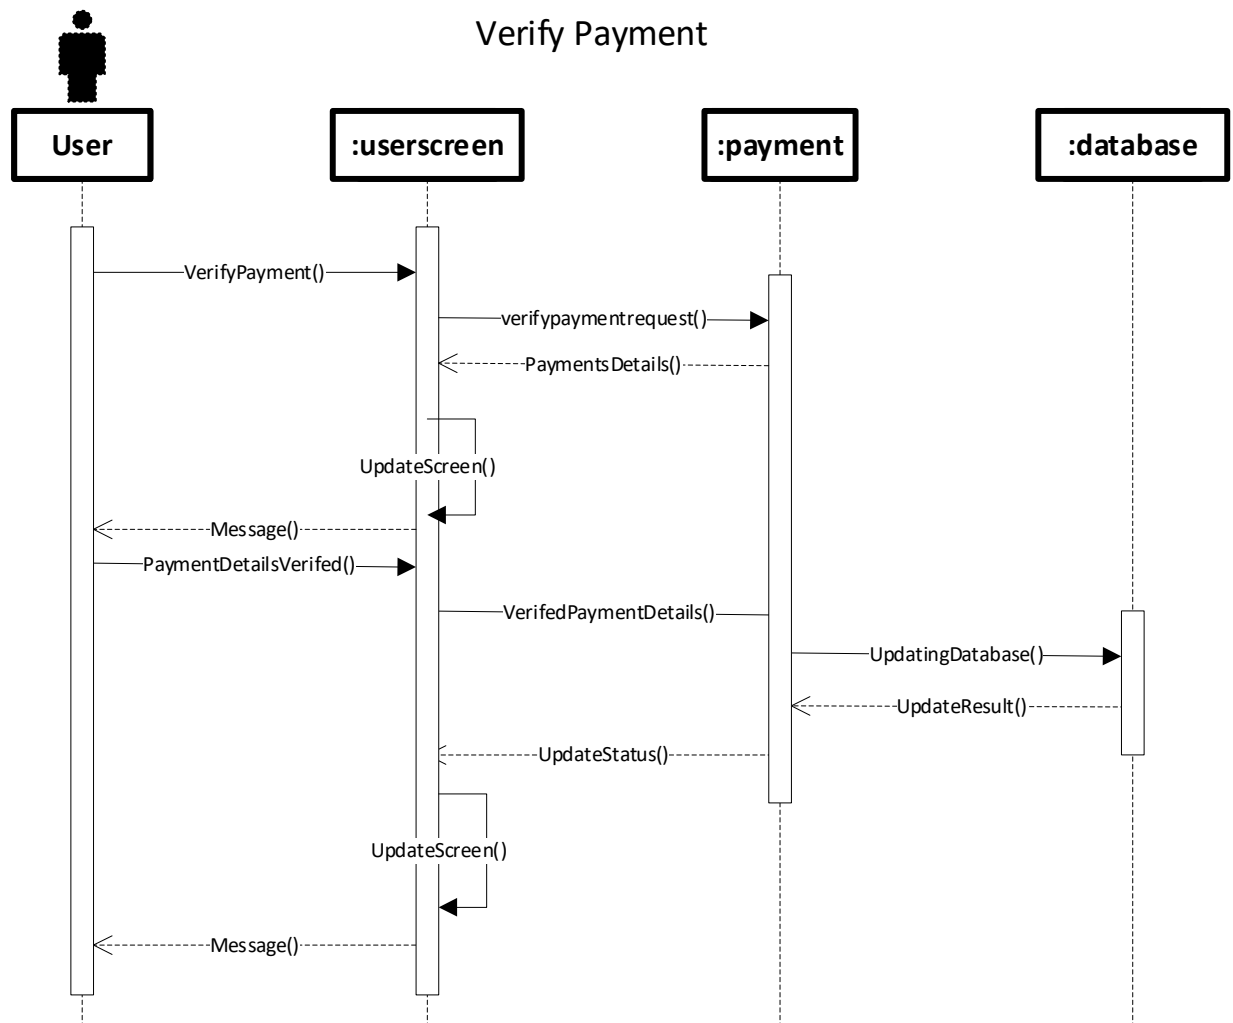 Verify Payment
User
:userscreen
:payment
:database
VerifyPayment()
verifypaymentrequest()
PaymentsDetails()
UpdateScreen()
Message()
PaymentDetailsVerifed()
VerifedPaymentDetails()
UpdatingDatabase()
UpdateResult()
UpdateStatus()
UpdateScreen()
Message()